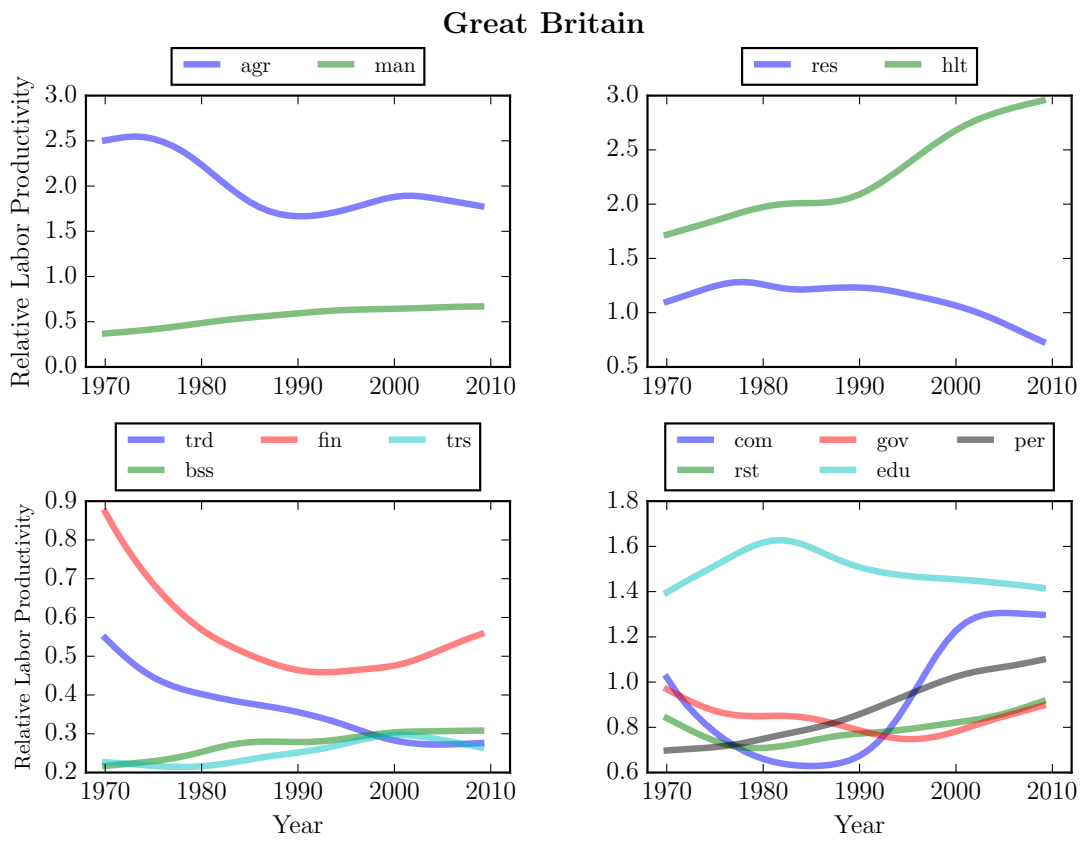 Great Britain
agr man
res hlt
Relative Labor Productivity
3.0
2.5
2.0
1.5
1.0
0.5
0.0
1970 1980 1990 2000 2010
3.0
2.5
2.0
1.5
1.0
0.5
1970 1980 1990 2000 2010
trd fin trs
bss
com gov per
rst edu
Relative Labor Productivity
0.9
0.8
0.7
0.6
0.5
0.4
0.3
0.2
1970 1980 1990 2000 2010
Year
1.8
1.6
1.4
1.2
1.0
0.8
0.6
1970 1980 1990 2000 2010
Year